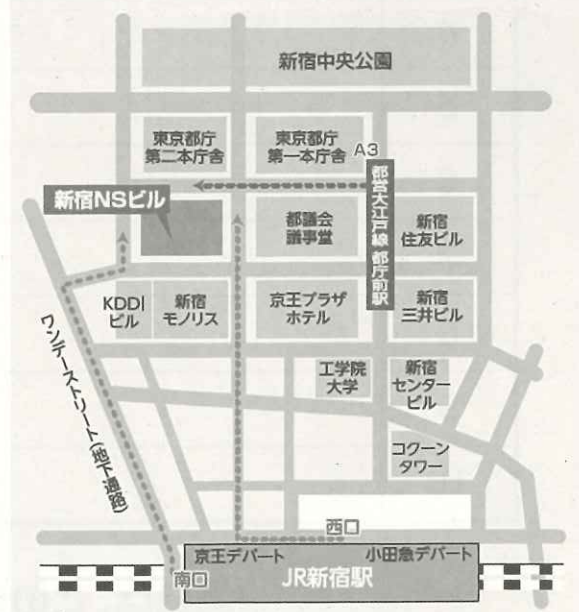 新宿中央公園
東京都庁
第二本庁舎
東京都庁
第一本庁舎
A3
新宿NSビル
都議会
議事堂
都営大江戸線 都庁前駅
新宿
住友ビル
KDDI
ビル
新宿
モノリス
京王プラザ
ホテル
新宿
三井ビル
ワンデーストリート(地下通路)
工学院
大学
新宿
センター
ビル
コクーン
タワー
西口
京王デパート
小田急デパート
南口
JR新宿駅